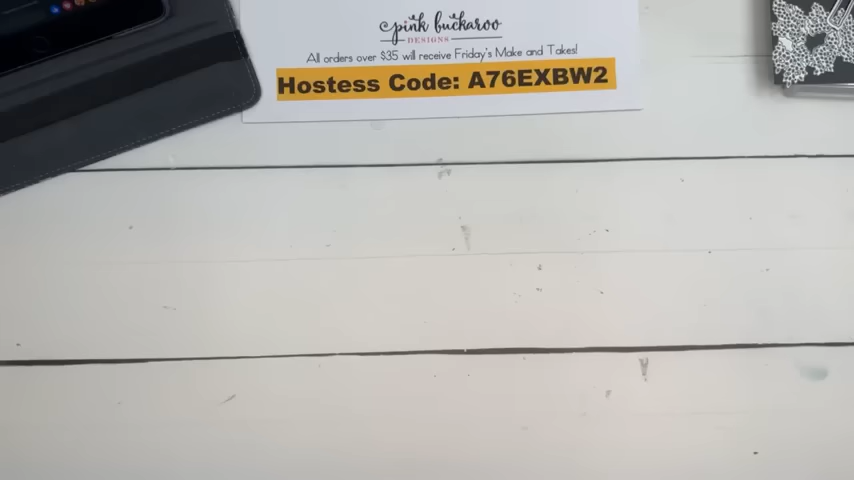 pink buckaroo
DESIGNS
All orders over $35 will receive Friday's Make and Takes!
Hostess Code: A76EXBW2